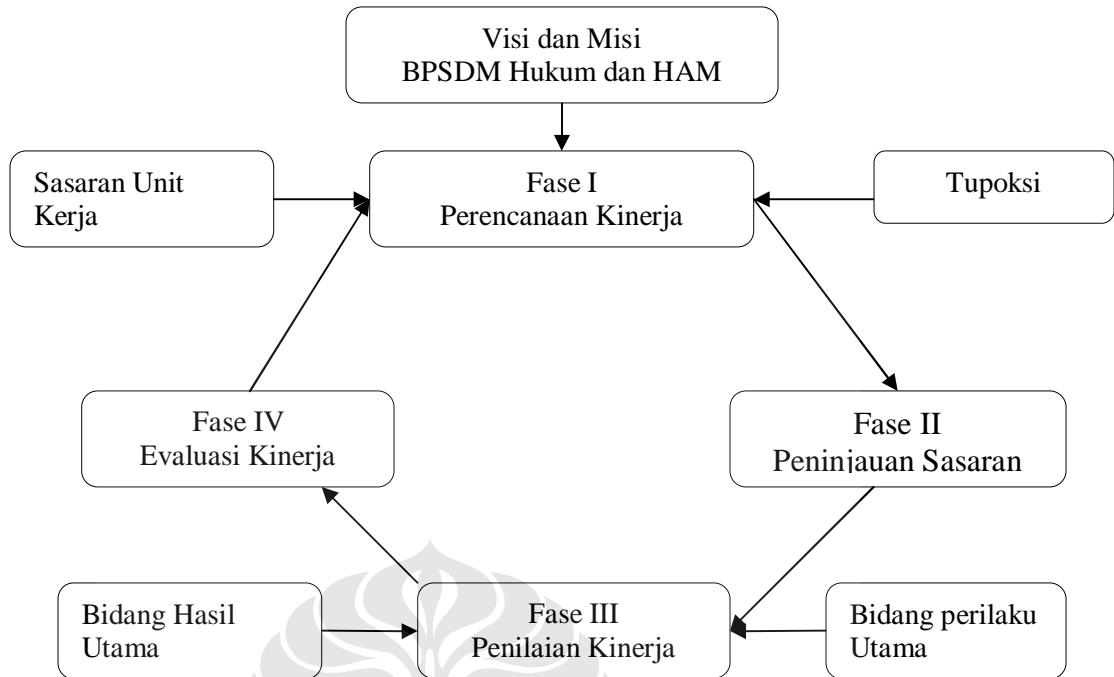 Visi dan Misi
BPSDM Hukum dan HAM
Sasaran Unit
Kerja
Fase I
Perencanaan Kinerja
Tupoksi
Fase IV
Evaluasi Kinerja
Fase II
Peninjauan Sasaran
Bidang Hasil
Utama
Fase III
Penilaian Kinerja
Bidang perilaku
Utama